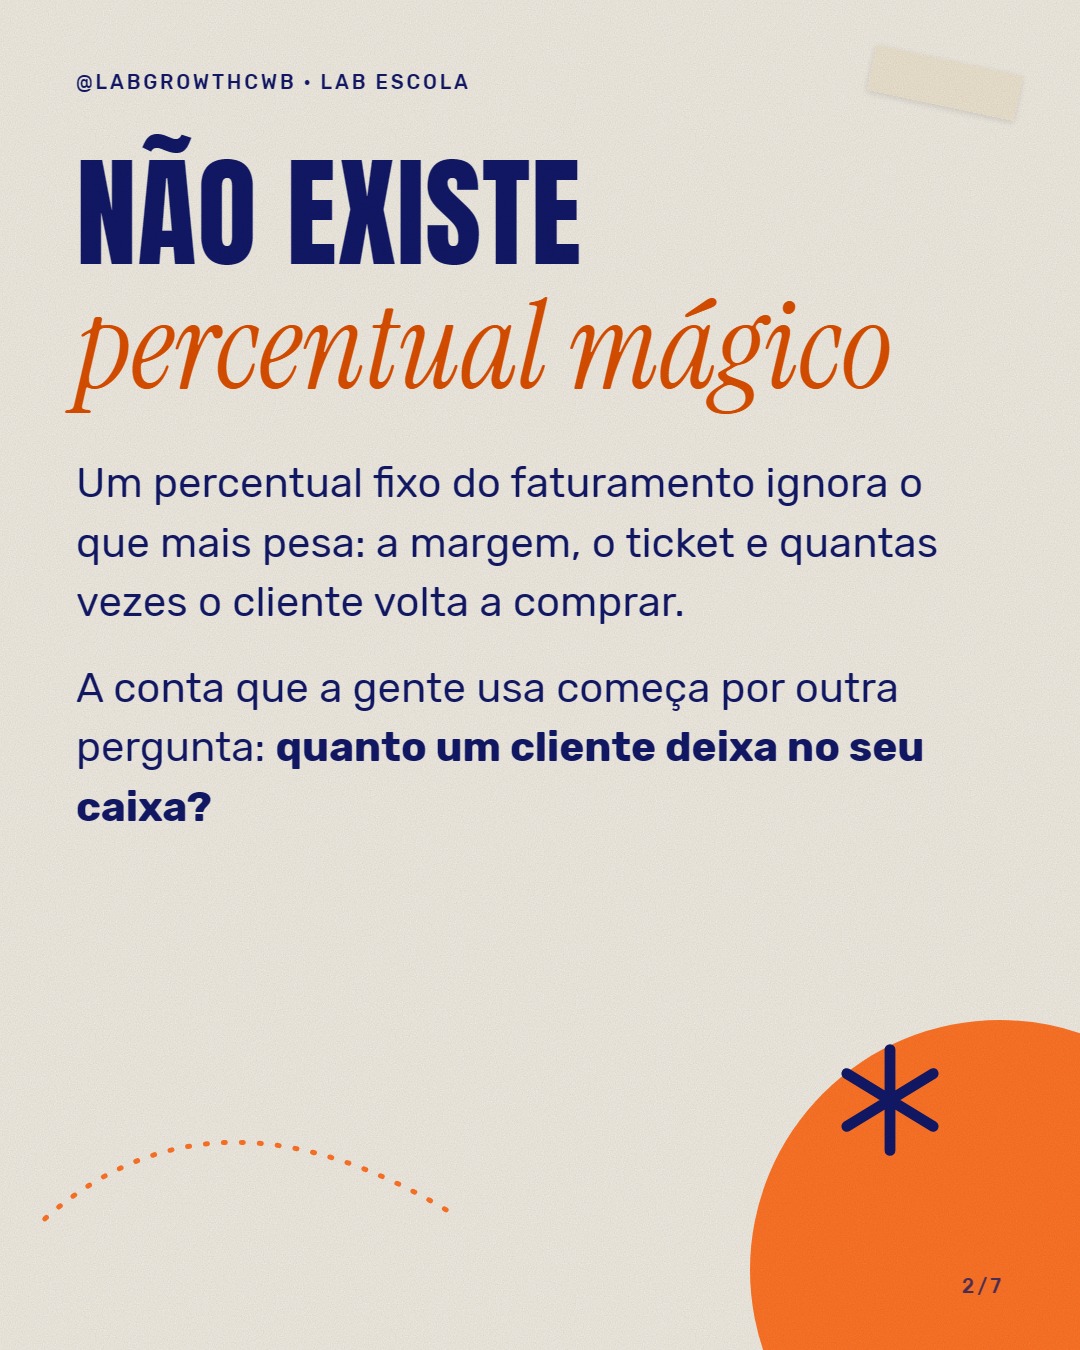 @LABGROWTHCWB • LAB ESCOLA
NÃO EXISTE
percentual mágico
Um percentual fixo do faturamento ignora o
que mais pesa: a margem, o ticket e quantas
vezes o cliente volta a comprar.
A conta que a gente usa começa por outra
pergunta: quanto um cliente deixa no seu
caixa?
2/7